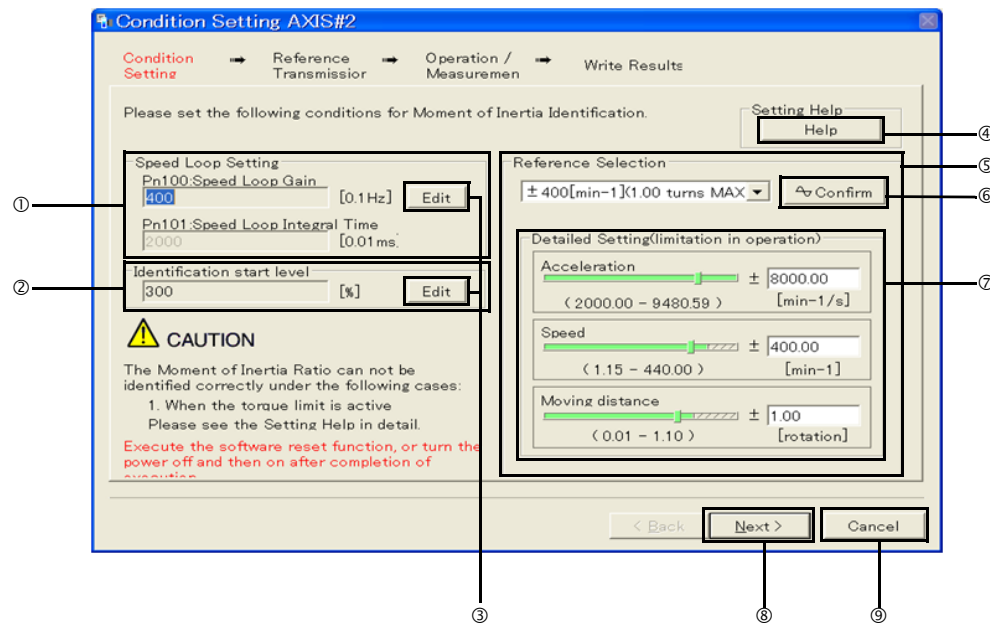 Condition Setting AXIS#2
Condition Setting ➡ Reference Transmissior ➡ Operation / Measuremen ➡ Write Results
Please set the following conditions for Moment of Inertia Identification.
Setting Help
Help
④
Speed Loop Setting
Pn100:Speed Loop Gain
400 [0.1Hz] Edit
①
Pn101:Speed Loop Integral Time
2000 [0.01ms]
Identification start level
300 [%] Edit
②
③
CAUTION
The Moment of Inertia Ratio can not be
identified correctly under the following cases:
1. When the torque limit is active
Please see the Setting Help in detail.
Execute the software reset function, or turn the
power off and then on after completion of
Reference Selection
⑤
±400[min-1](1.00 turns MAX Confirm
⑥
Detailed Setting(limitation in operation)
⑦
Acceleration
± 8000.00
(2000.00 - 9480.59) [min-1/s]
Speed
± 400.00
(1.15 - 440.00) [min-1]
Moving distance
± 1.00
(0.01 - 1.10) [rotation]
< Back Next > Cancel
⑧ ⑨